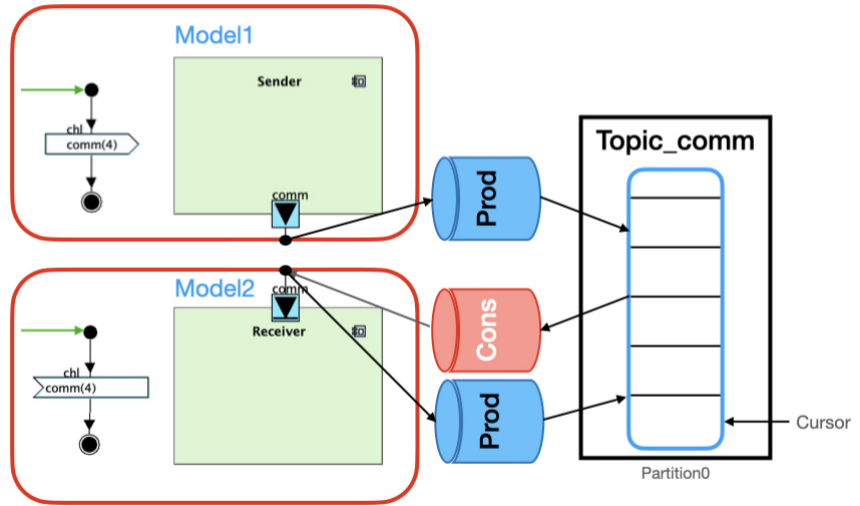 Model1
Sender
chl
comm(4)
comm
Prod
Topic_comm
Model2
comm
Receiver
chl
comm(4)
Cons
Prod
Cursor
Partition0